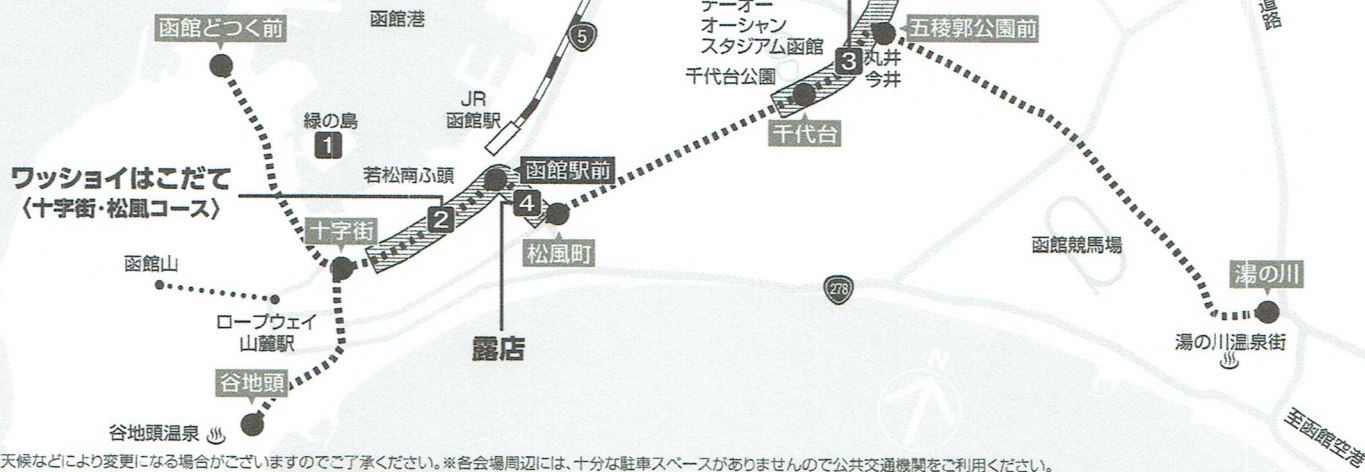 函館どつく前
函館港
5
テーオー
オーシャン
スタジアム函館
五稜郭公園前
道路
3
丸井
今井
千代台公園
千代台
JR
函館駅
緑の島
1
ワッショイはこだて
〈十字街・松風コース〉
若松南ふ頭
函館駅前
2
4
十字街
松風町
函館山
ロープウェイ
山麓駅
露店
谷地頭
谷地頭温泉
278
函館競馬場
湯の川
湯の川温泉街
N
至函館空港
天候などにより変更になる場合がございますのでご了承ください。※各会場周辺には、十分な駐車スペースがありませんので公共交通機関をご利用ください。